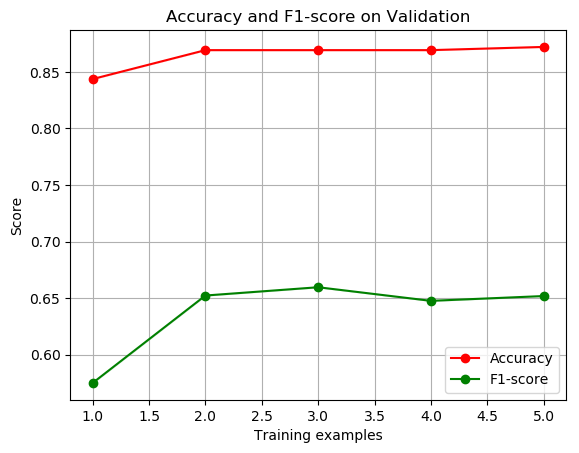 Accuracy and F1-score on Validation
Score
0.85
0.80
0.75
0.70
0.65
0.60
Accuracy
F1-score
1.0 1.5 2.0 2.5 3.0 3.5 4.0 4.5 5.0
Training examples